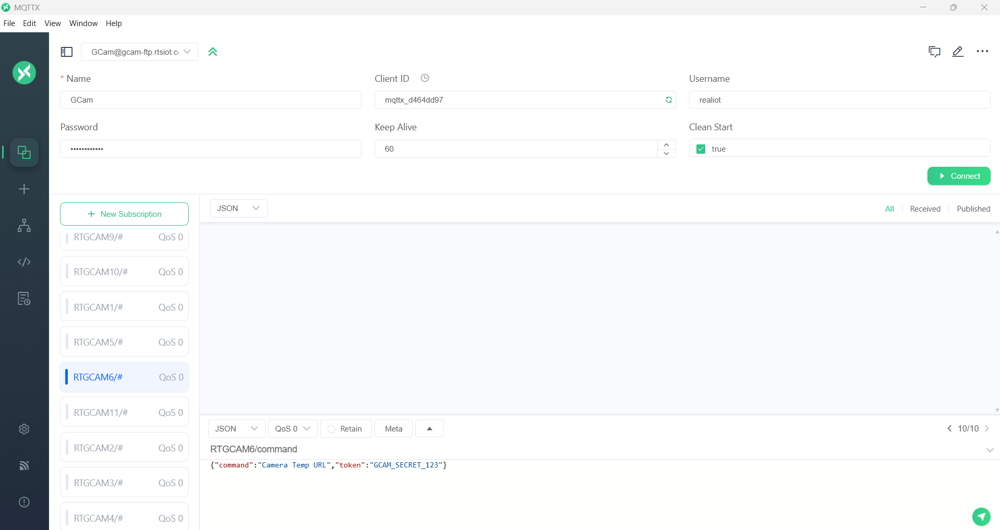 MQTTX
File Edit View Window Help
GCam@gcam-ftp.rtsiot.c
* Name
Client ID
Username
GCam
mqttx_d464dd97
realiot
Password
Keep Alive
Clean Start
••••••••••••
60
true
Connect
+ New Subscription
JSON
All
Received
Published
RTGCAM9/# QoS 0
RTGCAM10/# QoS 0
RTGCAM1/# QoS 0
RTGCAM5/# QoS 0
RTGCAM6/# QoS 0
RTGCAM11/# QoS 0
RTGCAM2/# QoS 0
RTGCAM3/# QoS 0
RTGCAM4/# QoS 0
JSON
QoS 0
Retain
Meta
10/10
RTGCAM6/command
{"command":"Camera Temp URL","token":"GCAM_SECRET_123"}